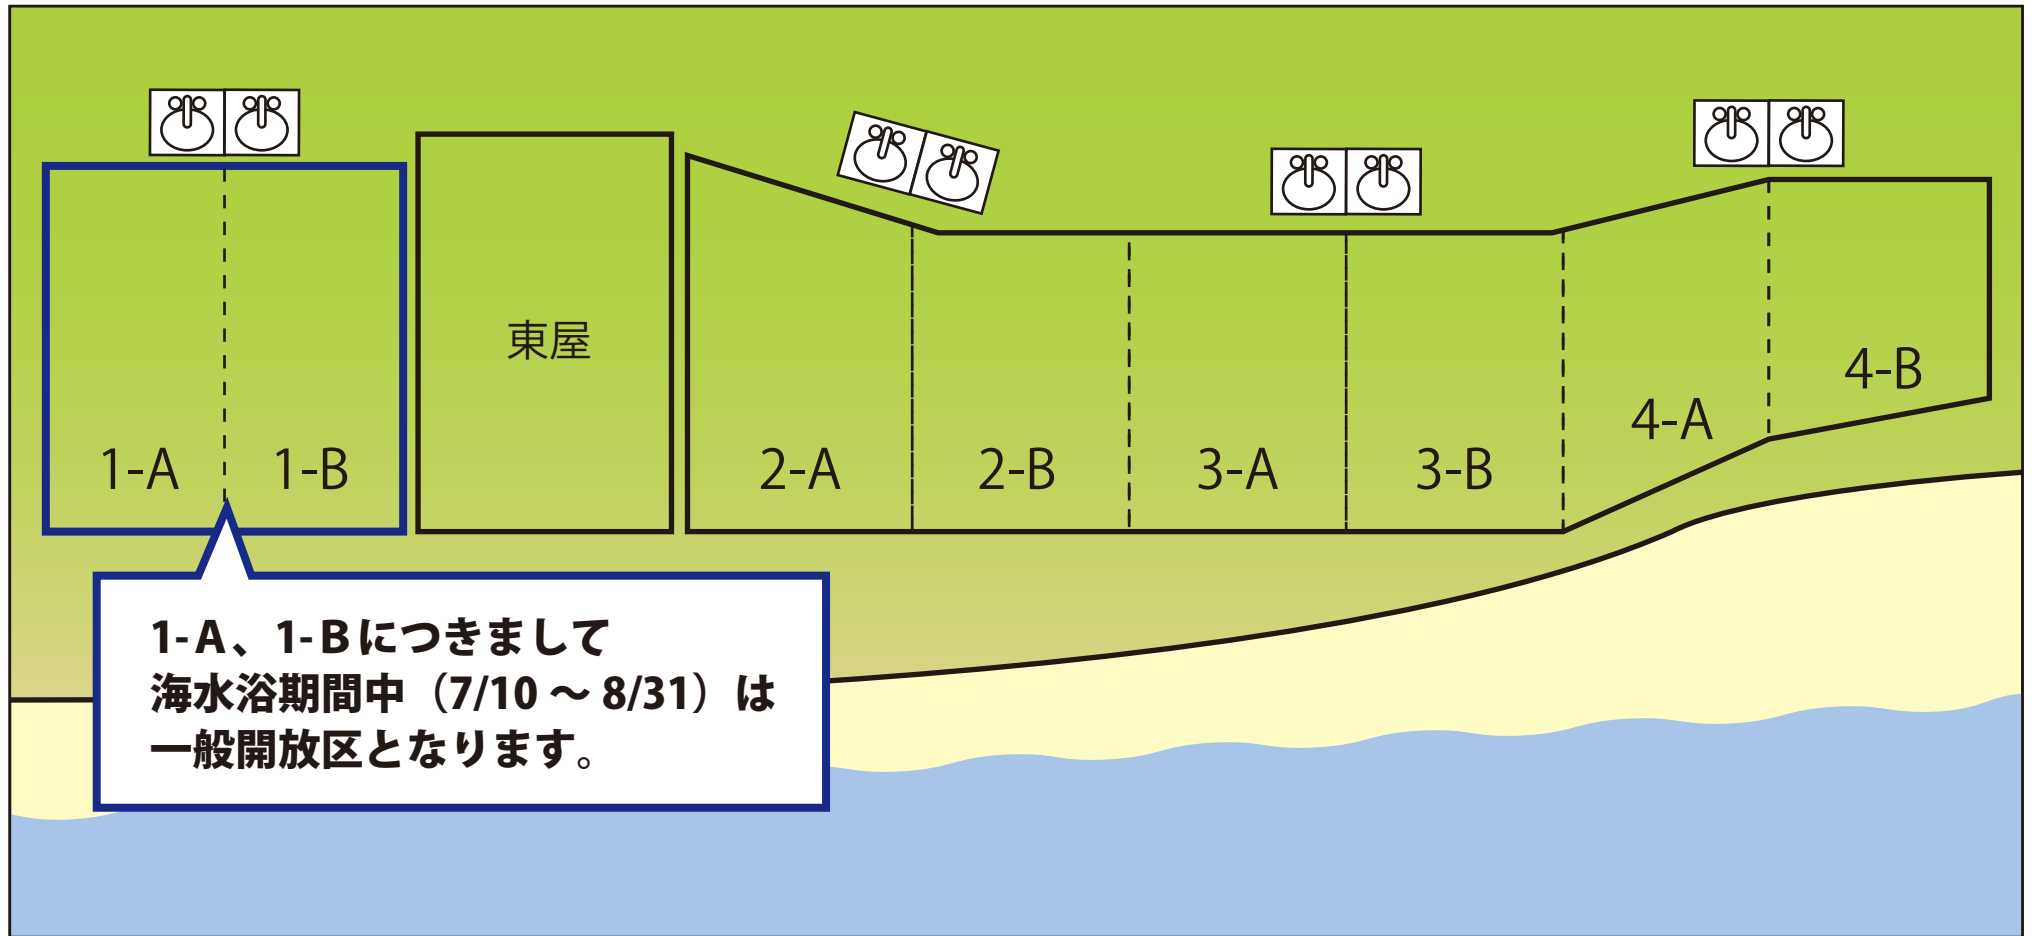 東屋
1-A
1-B
2-A
2-B
3-A
3-B
4-A
4-B
1-A、1-Bにつきまして
海水浴期間中（7/10 〜 8/31）は
一般開放区となります。